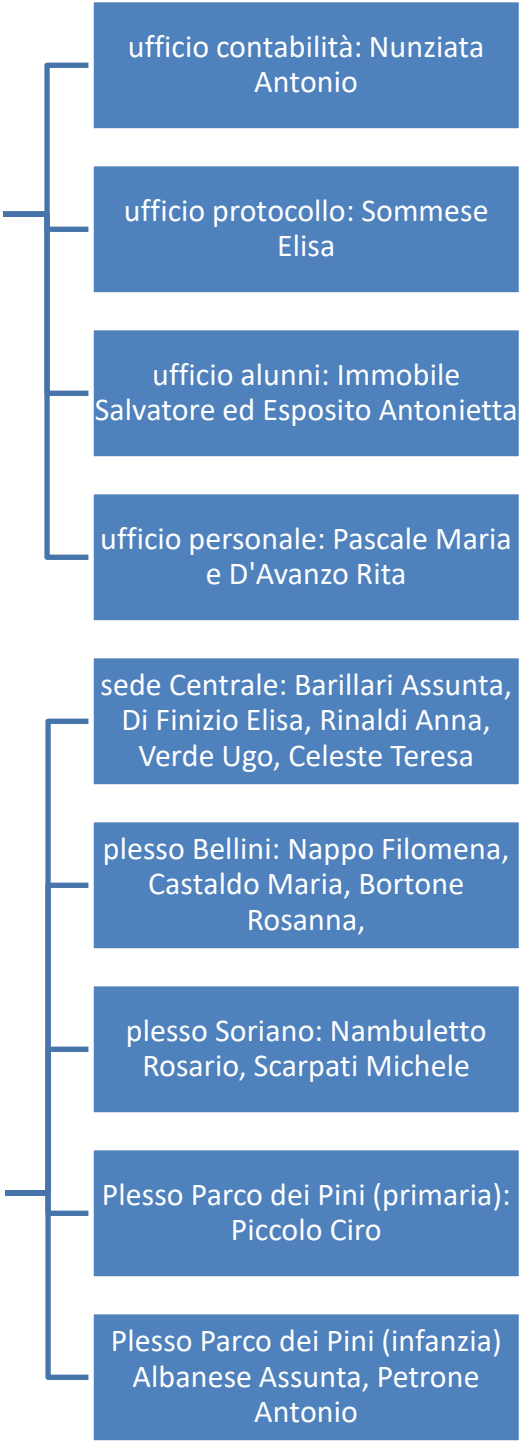 ufficio contabilità: Nunziata
Antonio
ufficio protocollo: Sommese
Elisa
ufficio alunni: Immobile
Salvatore ed Esposito Antonietta
ufficio personale: Pascale Maria
e D'Avanzo Rita
sede Centrale: Barillari Assunta,
Di Finizio Elisa, Rinaldi Anna,
Verde Ugo, Celeste Teresa
plesso Bellini: Nappo Filomena,
Castaldo Maria, Bortone
Rosanna,
plesso Soriano: Nambuletto
Rosario, Scarpati Michele
Plesso Parco dei Pini (primaria):
Piccolo Ciro
Plesso Parco dei Pini (infanzia)
Albanese Assunta, Petrone
Antonio